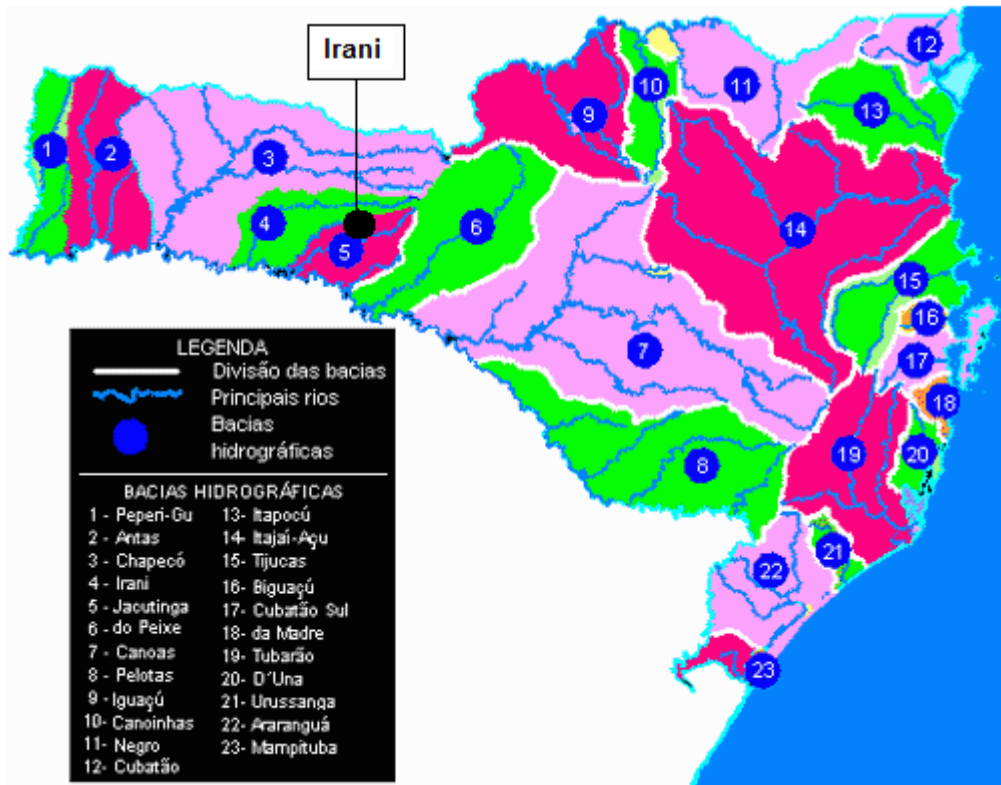 Irani
12
11
10
13
9
1
2
3
4
6
14
5
15
16
7
17
18
19
20
8
21
22
23
LEGENDA
Divisão das bacias
Principais rios
Bacias
hidrográficas
BACIAS HIDROGRÁFICAS
1 - Peperi-Gu
2 - Antas
3 - Chapecó
4 - Irani
5 - Jacutinga
6 - do Peixe
7 - Canoas
8 - Pelotas
9 - Iguaçú
10- Canoinhas
11- Negro
12- Cubatão
13- Itapocú
14- Itajaí-Açu
15- Tijucas
16- Biguaçú
17- Cubatão Sul
18- da Madre
19- Tubarão
20- D´Una
21- Urussanga
22- Araranguá
23- Mampituba